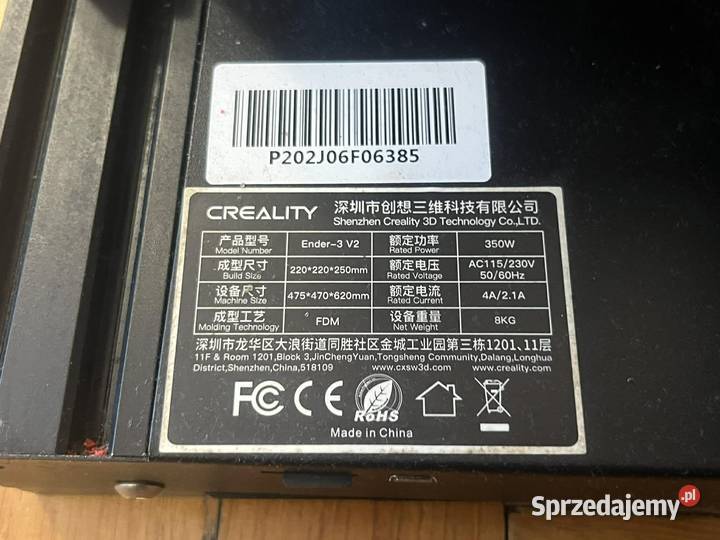 P202J06F06385
CREALITY 深圳市创想三维科技有限公司
Shenzhen Creality 3D Technology Co.,LTD.
产品型号 Ender-3 V2 额定功率 350W
Model Number Rated Power
成型尺寸 220*220*250mm 额定电压 AC115/230V
Build Size Rated Voltage 50/60Hz
设备尺寸 475*470*620mm 额定电流 4A/2.1A
Machine Size Rated Current
成型工艺 FDM 设备重量 8KG
Molding Technology Net Weight
深圳市龙华区大浪街道同胜社区金城工业园第三栋1201、11层
11F & Room 1201,Block 3,JinChengYuan,Tongsheng Community,Dalang,Longhua
District,Shenzhen,China,518109 www.cxsw3d.com www.creality.com
FC CE RoHS
Made in China
Sprzedajemy.pl